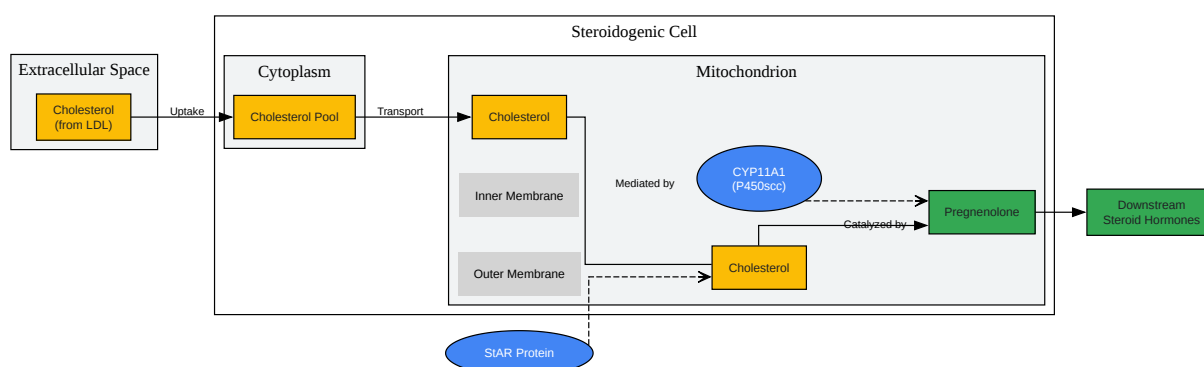 Steroidogenic Cell
Extracellular Space
Cytoplasm
Mitochondrion
Cholesterol
(from LDL)
Uptake
Cholesterol Pool
Transport
Cholesterol
Inner Membrane
Mediated by
CYP11A1
(P450scc)
Pregnenolone
Downstream
Steroid Hormones
Catalyzed by
Outer Membrane
Cholesterol
StAR Protein